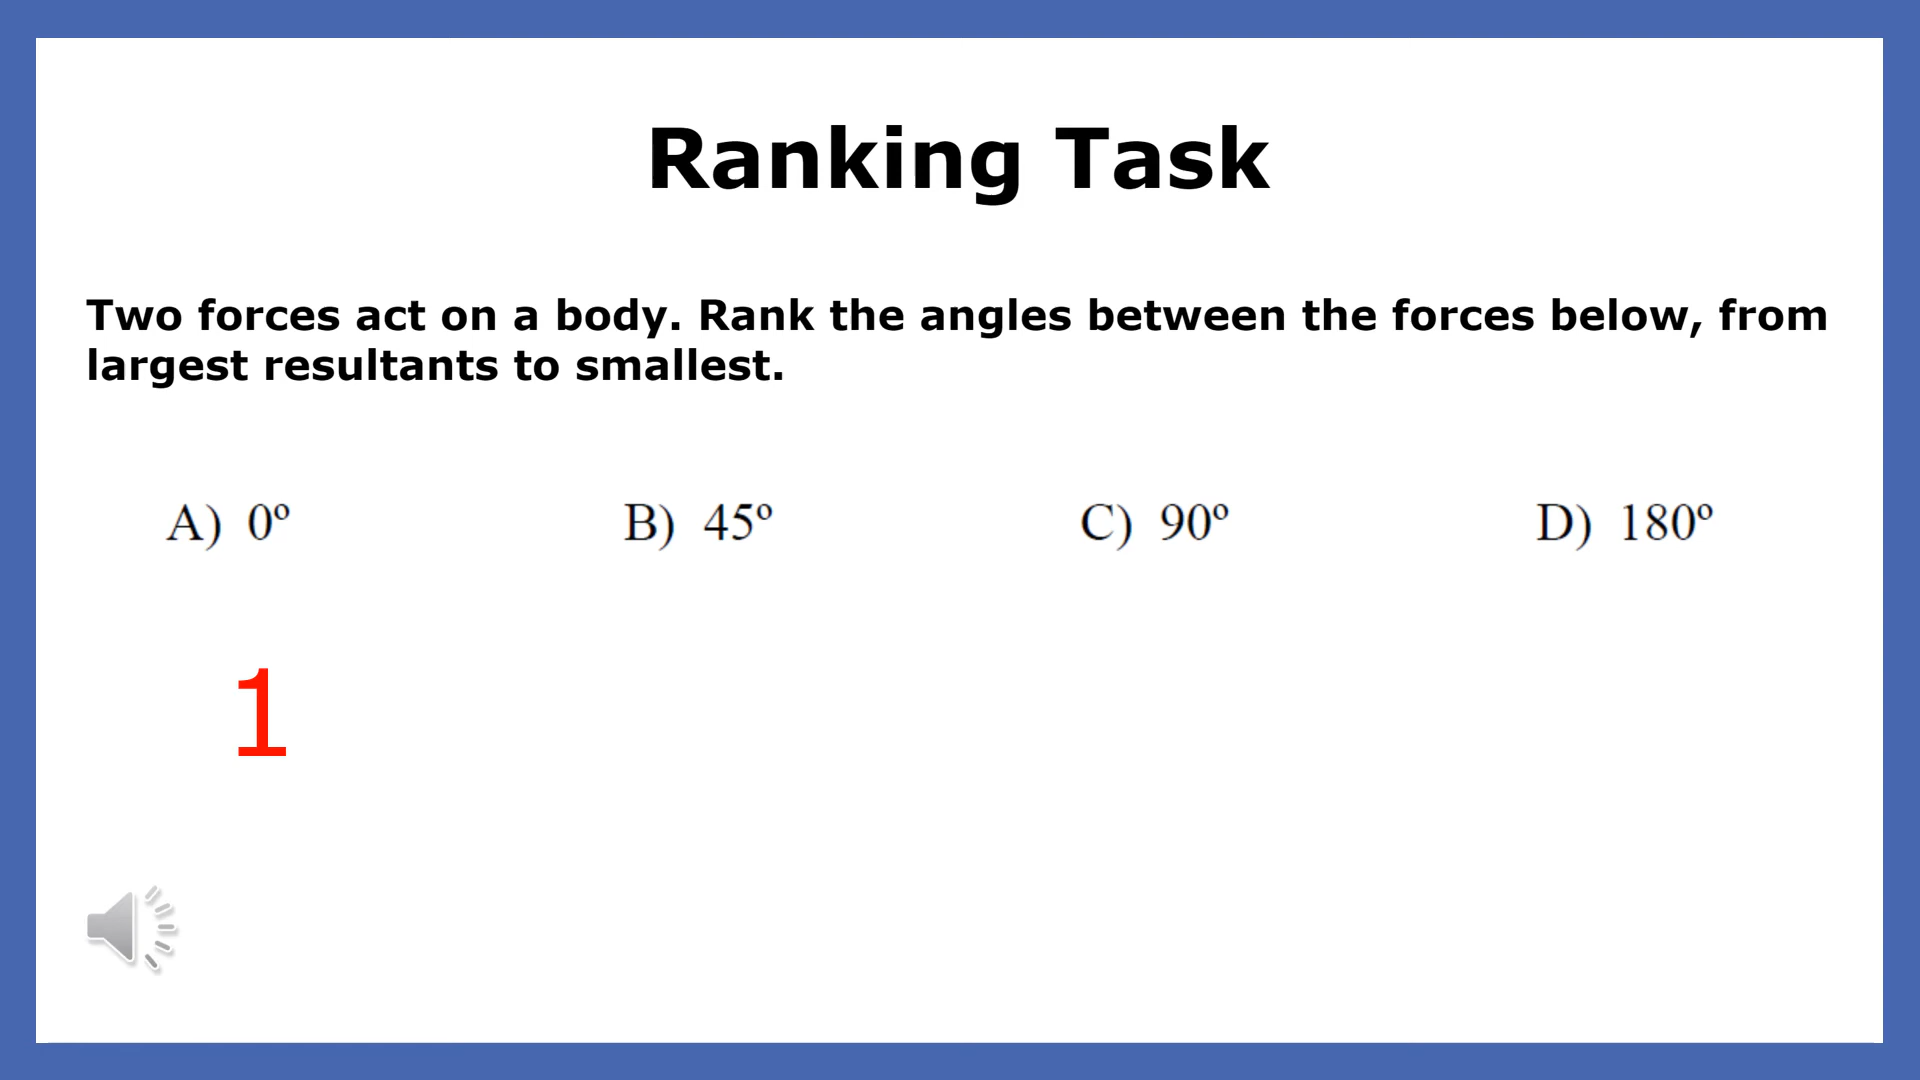 Ranking Task
Two forces act on a body. Rank the angles between the forces below, from
largest resultants to smallest.
A) 0º B) 45º C) 90º D) 180º
1